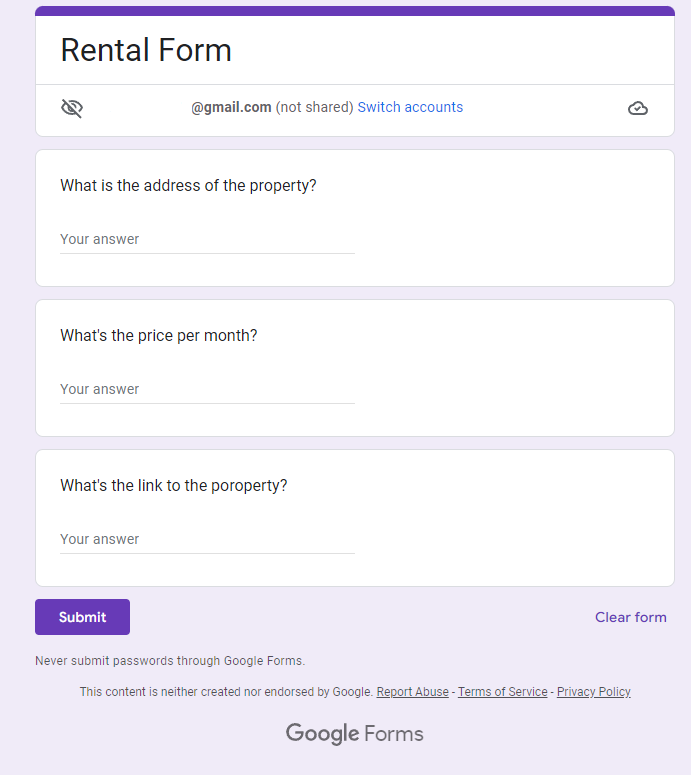 Rental Form
@gmail.com (not shared) Switch accounts
What is the address of the property?
Your answer
What's the price per month?
Your answer
What's the link to the poroperty?
Your answer
Submit Clear form
Never submit passwords through Google Forms.
This content is neither created nor endorsed by Google. Report Abuse - Terms of Service - Privacy Policy
Google Forms